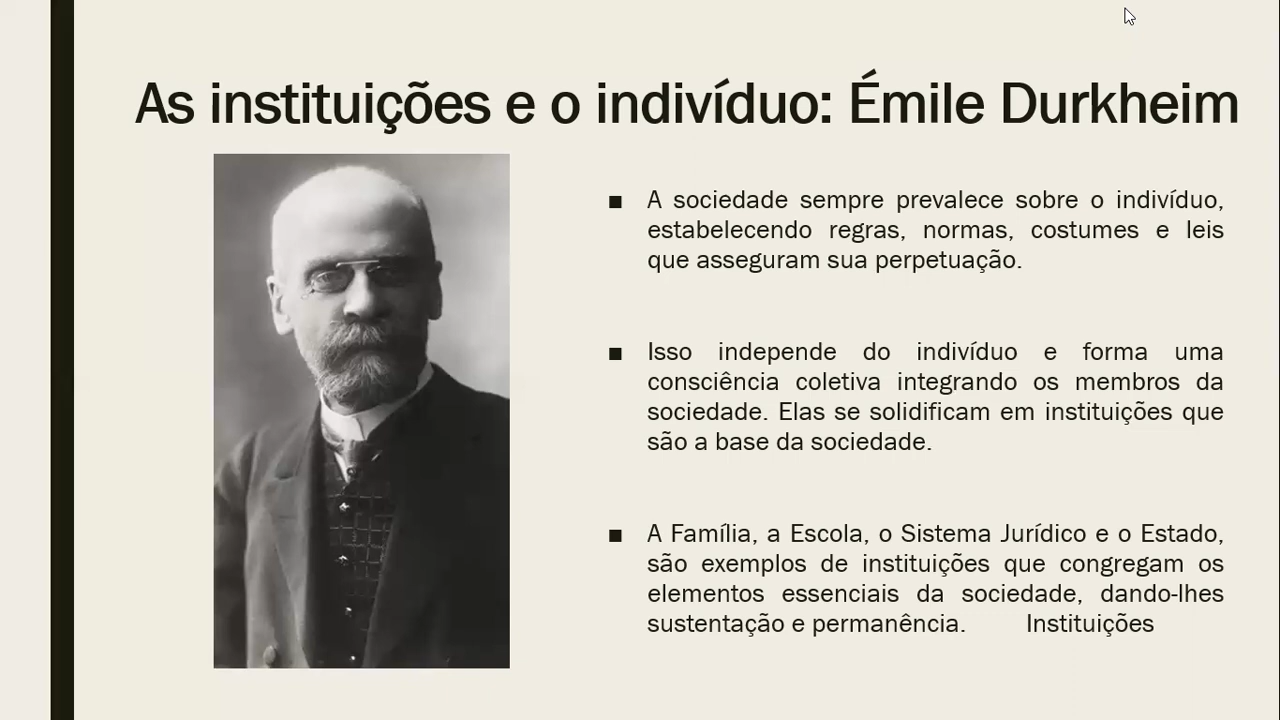 As instituições e o indivíduo: Émile Durkheim
■ A sociedade sempre prevalece sobre o indivíduo,
estabelecendo regras, normas, costumes e leis
que asseguram sua perpetuação.
■ Isso independe do indivíduo e forma uma
consciência coletiva integrando os membros da
sociedade. Elas se solidificam em instituições que
são a base da sociedade.
■ A Família, a Escola, o Sistema Jurídico e o Estado,
são exemplos de instituições que congregam os
elementos essenciais da sociedade, dando-lhes
sustentação e permanência. Instituições